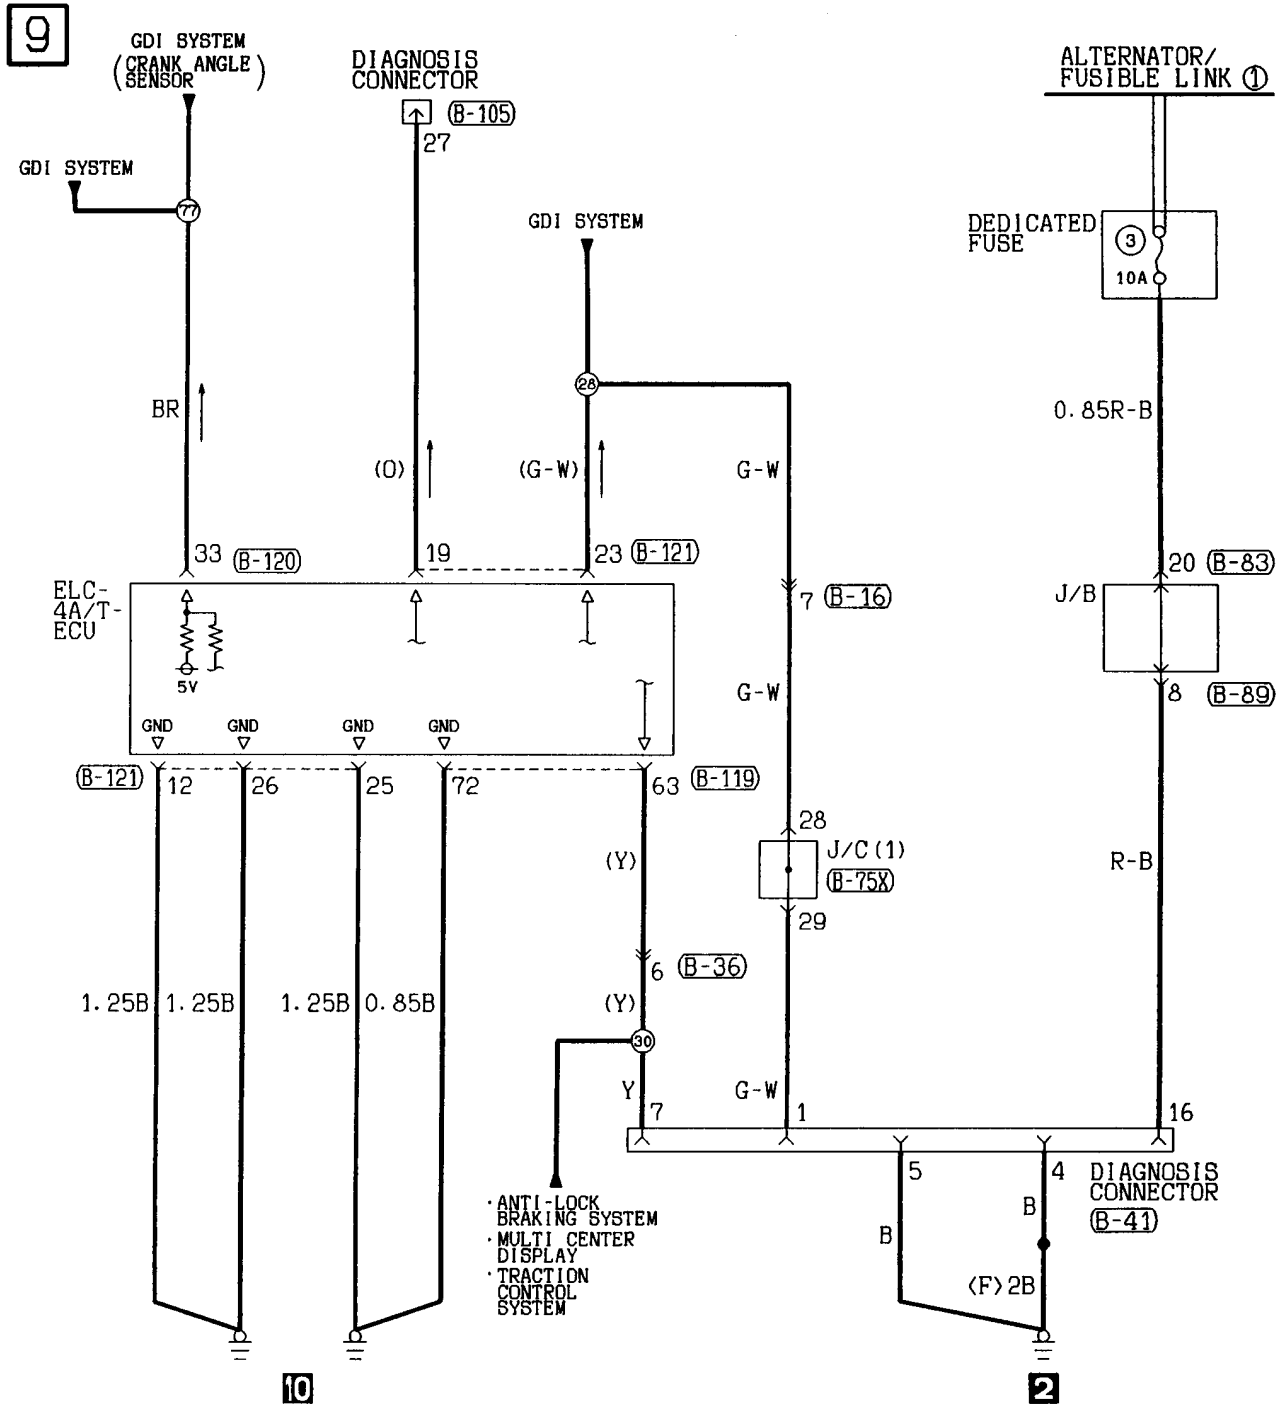 9
GDI SYSTEM
(CRANK ANGLE
SENSOR)
DIAGNOSIS
CONNECTOR
(B-105)
27
ALTERNATOR/
FUSIBLE LINK ①
GDI SYSTEM
77
GDI SYSTEM
DEDICATED
FUSE
3
10A
28
BR
(O)
(G-W)
G-W
0.85R-B
33
(B-120)
19
23
(B-121)
20
(B-83)
ELC-
4A/T-
ECU
7
(B-16)
J/B
5V
G-W
8
(B-89)
GND
GND
GND
GND
(B-121)
12
26
25
72
63
(B-119)
28
J/C(1)
(B-75X)
29
(Y)
R-B
6
(B-36)
1.25B
1.25B
1.25B
0.85B
(Y)
30
Y
7
G-W
1
16
5
4
DIAGNOSIS
CONNECTOR
(B-41)
B
B
(F)2B
·ANTI-LOCK
BRAKING SYSTEM
·MULTI CENTER
DISPLAY
·TRACTION
CONTROL
SYSTEM
10
2